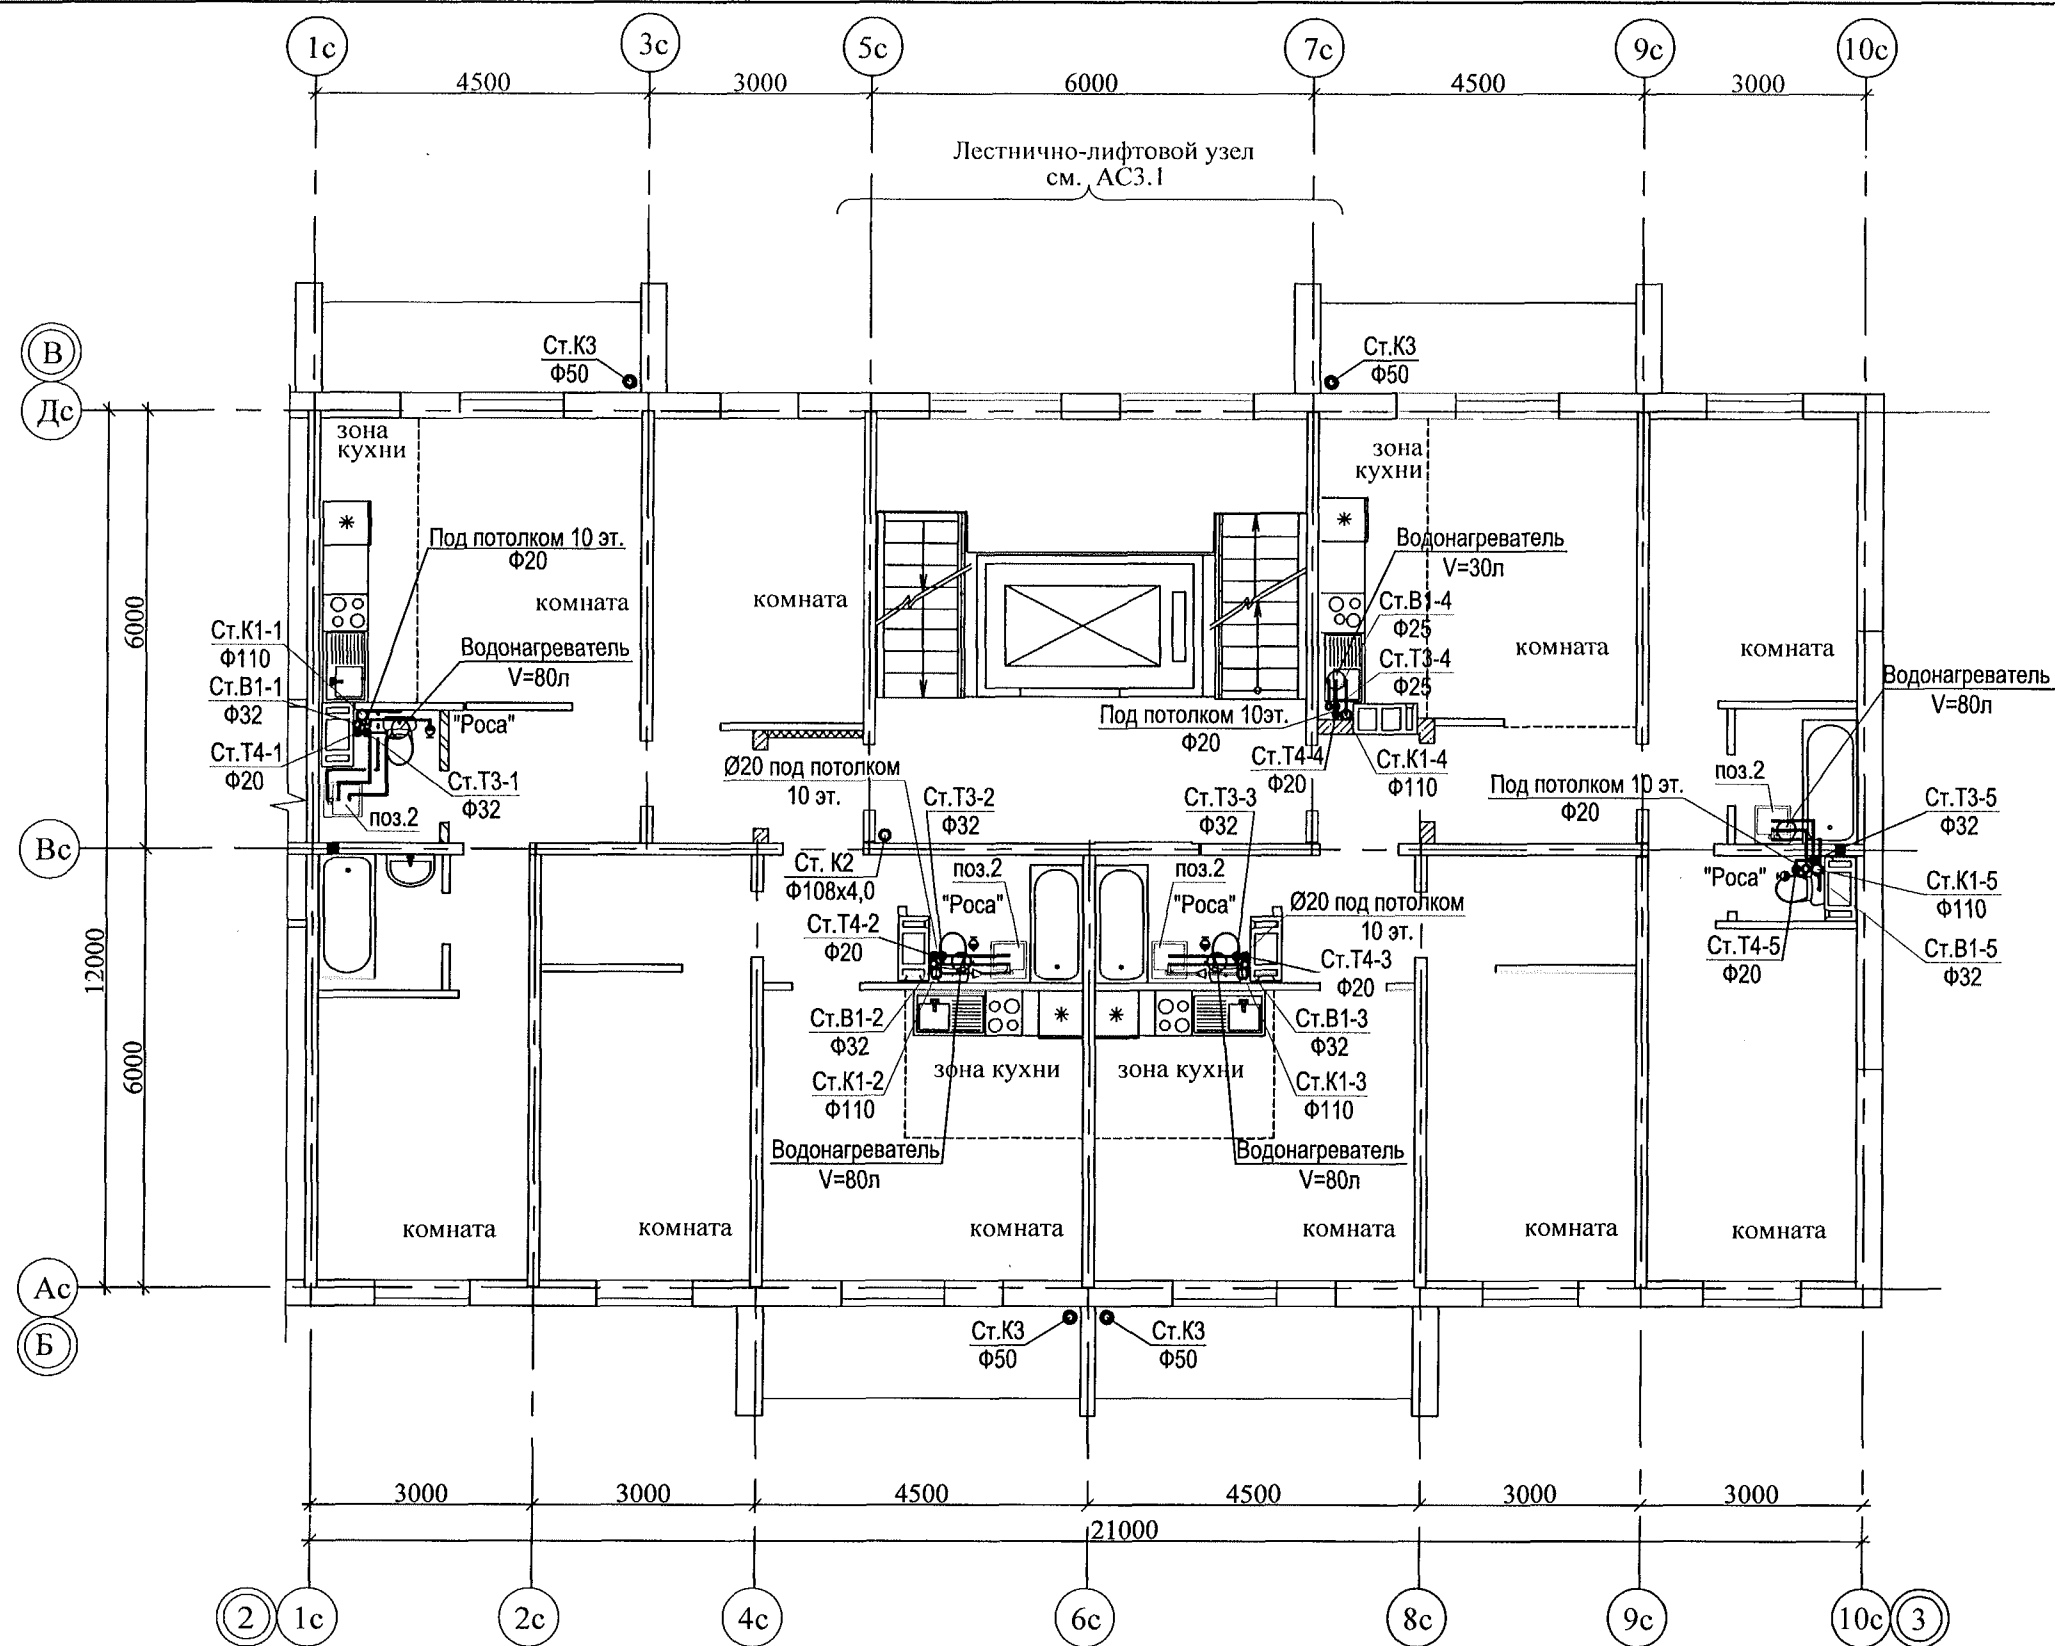 1с
3с
5с
7с
9с
10с
4500
3000
6000
4500
3000
Лестнично-лифтовой узел
см. АС3.1
В
Дс
Ст.К3
Ф50
Ст.К3
Ф50
зона
кухни
зона
кухни
Под потолком 10 эт.
Ф20
Водонагреватель
V=30л
6000
комната
комната
Ст.В1-4
Ф25
комната
комната
Ст.К1-1
Ф110
Водонагреватель
V=80л
Ст.Т3-4
Ф25
Водонагреватель
V=80л
Ст.В1-1
Ф32
"Роса"
Под потолком 10эт.
Ф20
Ст.Т4-1
Ф20
Ст.Т3-1
Ф32
Ø20 под потолком
10 эт.
Ст.Т4-4
Ф20
Ст.К1-4
Ф110
поз.2
Под потолком 10 эт.
Ф20
поз.2
Ст.Т3-2
Ф32
Ст.Т3-3
Ф32
Ст.Т3-5
Ф32
Вс
Ст. К2
Ф108х4,0
поз.2
"Роса"
поз.2
"Роса"
"Роса"
Ст.К1-5
Ф110
Ø20 под потолком
10 эт.
Ст.Т4-2
Ф20
Ст.Т4-3
Ф20
Ст.Т4-5
Ф20
Ст.В1-5
Ф32
12000
6000
Ст.В1-2
Ф32
Ст.В1-3
Ф32
зона кухни
зона кухни
Ст.К1-2
Ф110
Ст.К1-3
Ф110
Водонагреватель
V=80л
Водонагреватель
V=80л
комната
комната
комната
комната
комната
комната
Ас
Б
Ст.К3
Ф50
Ст.К3
Ф50
3000
3000
4500
4500
3000
3000
21000
2
1с
2с
4с
6с
8с
9с
10с
3